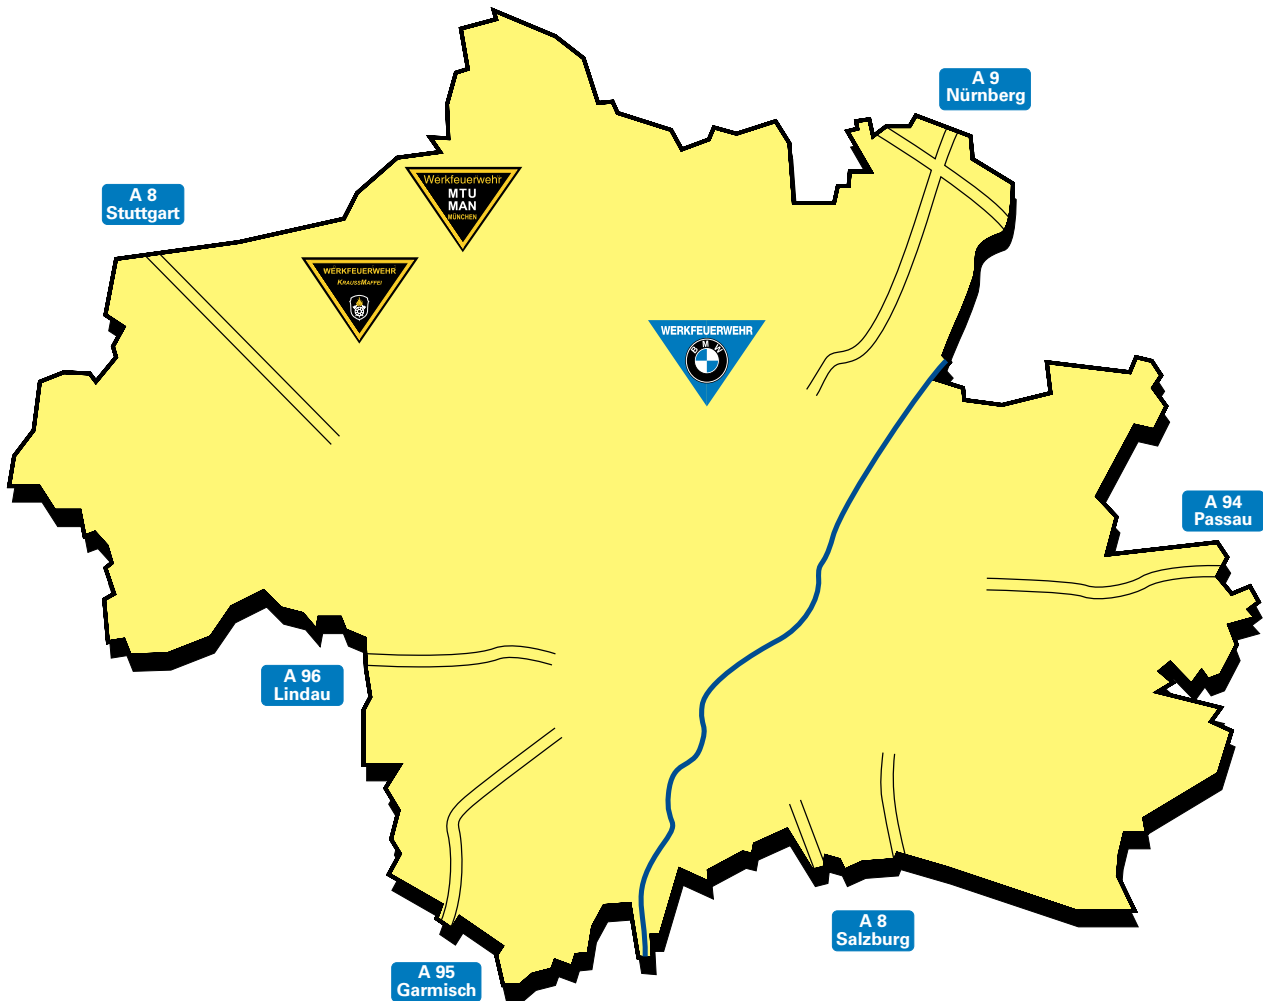 A 9
Nürnberg
Werkfeuerwehr
MTU
MAN
MÜNCHEN
A 8
Stuttgart
WERKFEUERWEHR
KRAUSSMAFFEI
WERKFEUERWEHR
BMW
A 94
Passau
A 96
Lindau
A 8
Salzburg
A 95
Garmisch